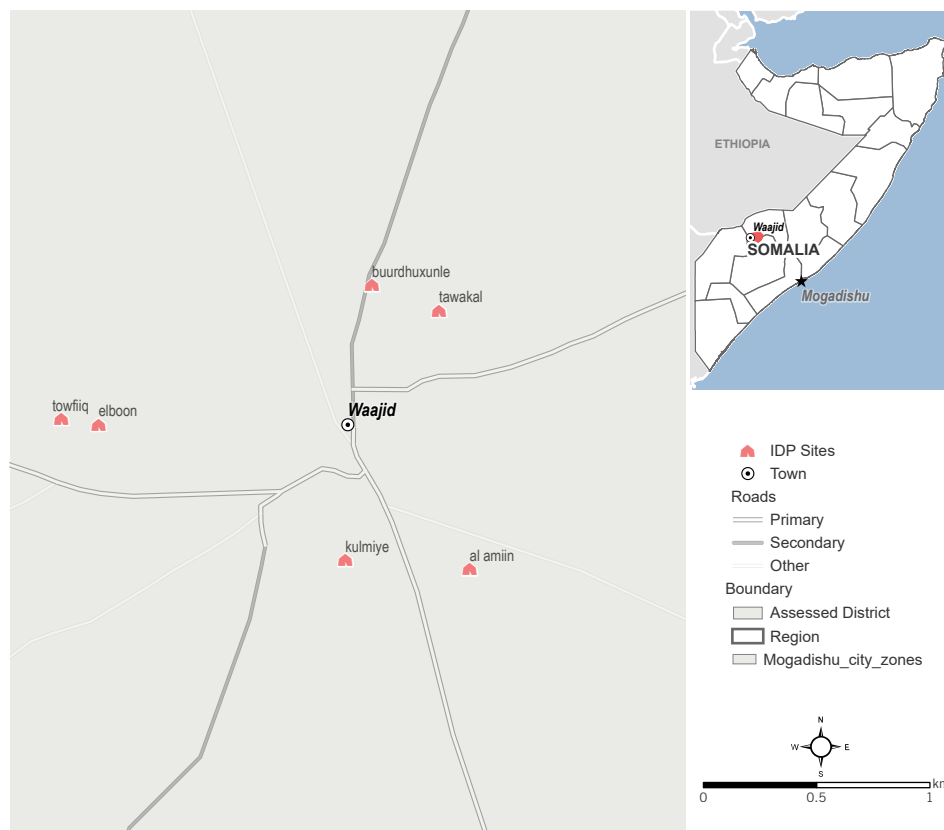 buurdhuxunle
tawakal
towfiiq
elboon
Waajid
kulmiye
al amiin
ETHIOPIA
Waajid
SOMALIA
Mogadishu
IDP Sites
Town
Roads
Primary
Secondary
Other
Boundary
Assessed District
Region
Mogadishu_city_zones
N
W E
S
km
0 0.5 1